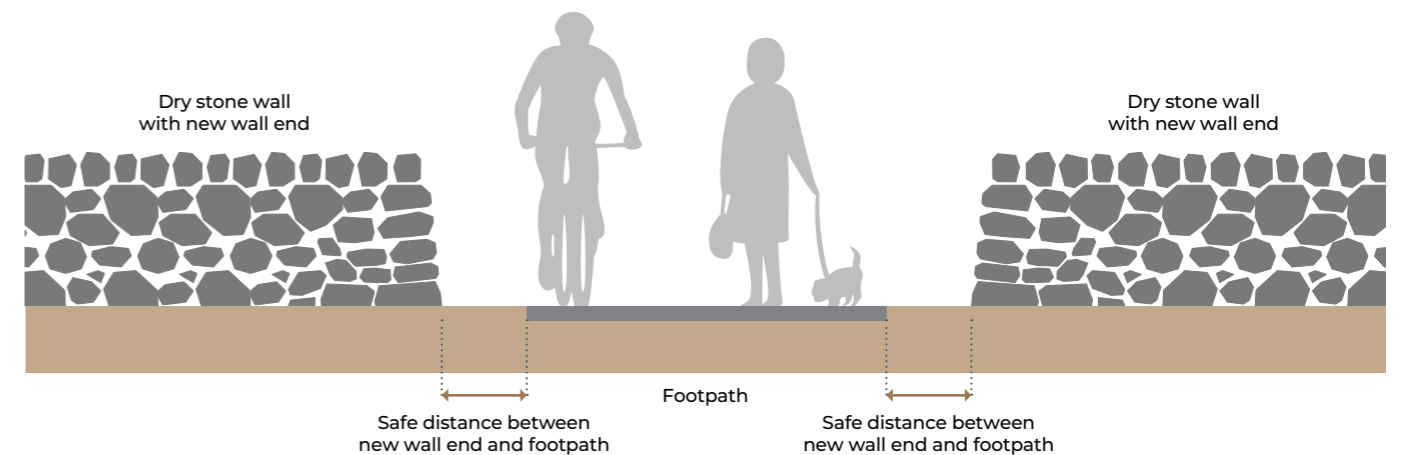 Dry stone wall
with new wall end
Dry stone wall
with new wall end
Footpath
Safe distance between
new wall end and footpath
Safe distance between
new wall end and footpath